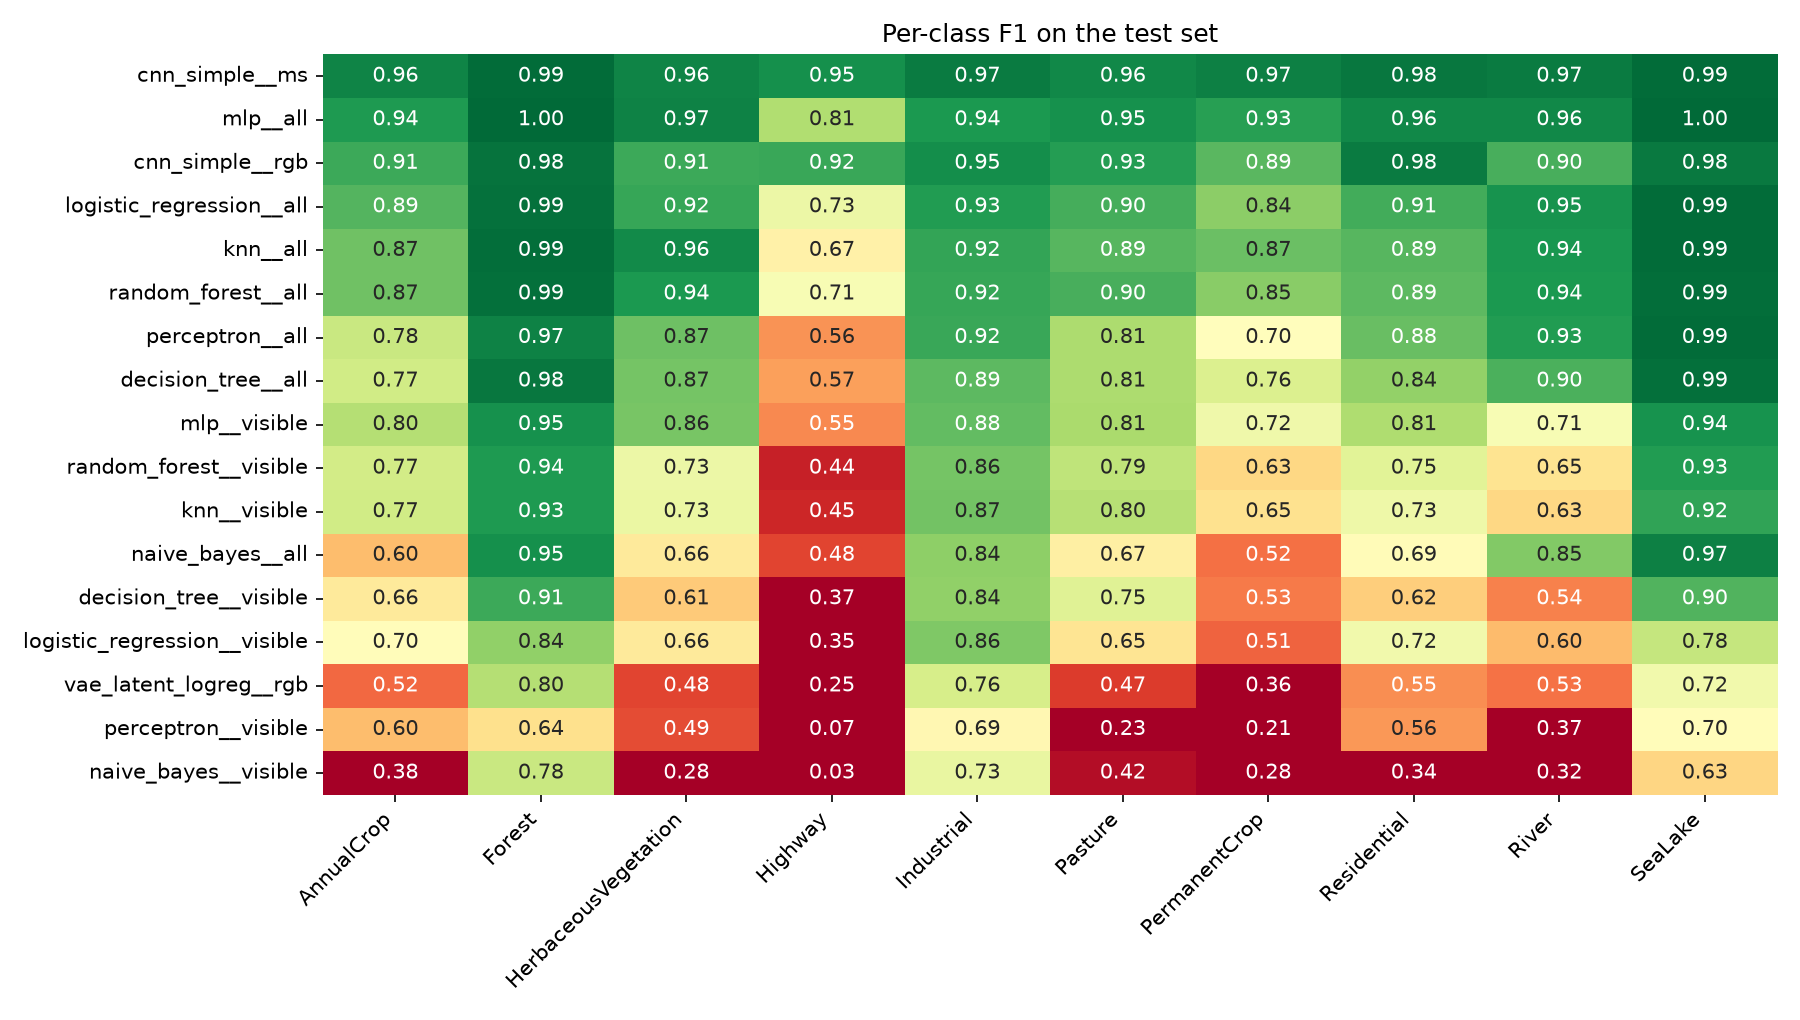 Per-class F1 on the test set
cnn_simple__ms 0.96 0.99 0.96 0.95 0.97 0.96 0.97 0.98 0.97 0.99
mlp__all 0.94 1.00 0.97 0.81 0.94 0.95 0.93 0.96 0.96 1.00
cnn_simple__rgb 0.91 0.98 0.91 0.92 0.95 0.93 0.89 0.98 0.90 0.98
logistic_regression__all 0.89 0.99 0.92 0.73 0.93 0.90 0.84 0.91 0.95 0.99
knn__all 0.87 0.99 0.96 0.67 0.92 0.89 0.87 0.89 0.94 0.99
random_forest__all 0.87 0.99 0.94 0.71 0.92 0.90 0.85 0.89 0.94 0.99
perceptron__all 0.78 0.97 0.87 0.56 0.92 0.81 0.70 0.88 0.93 0.99
decision_tree__all 0.77 0.98 0.87 0.57 0.89 0.81 0.76 0.84 0.90 0.99
mlp__visible 0.80 0.95 0.86 0.55 0.88 0.81 0.72 0.81 0.71 0.94
random_forest__visible 0.77 0.94 0.73 0.44 0.86 0.79 0.63 0.75 0.65 0.93
knn__visible 0.77 0.93 0.73 0.45 0.87 0.80 0.65 0.73 0.63 0.92
naive_bayes__all 0.60 0.95 0.66 0.48 0.84 0.67 0.52 0.69 0.85 0.97
decision_tree__visible 0.66 0.91 0.61 0.37 0.84 0.75 0.53 0.62 0.54 0.90
logistic_regression__visible 0.70 0.84 0.66 0.35 0.86 0.65 0.51 0.72 0.60 0.78
vae_latent_logreg__rgb 0.52 0.80 0.48 0.25 0.76 0.47 0.36 0.55 0.53 0.72
perceptron__visible 0.60 0.64 0.49 0.07 0.69 0.23 0.21 0.56 0.37 0.70
naive_bayes__visible 0.38 0.78 0.28 0.03 0.73 0.42 0.28 0.34 0.32 0.63
AnnualCrop Forest HerbaceousVegetation Highway Industrial Pasture PermanentCrop Residential River SeaLake